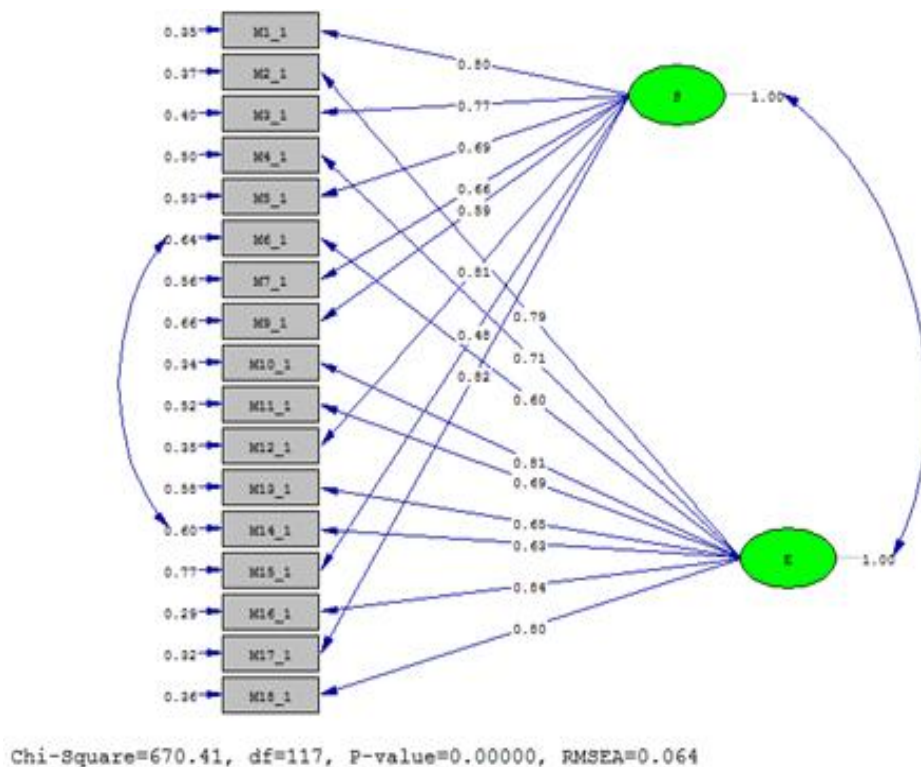 0.35 M1_1
0.37 M2_1
0.40 M3_1
0.50 M4_1
0.53 M5_1
0.64 M6_1
0.56 M7_1
0.66 M9_1
0.34 M10_1
0.52 M11_1
0.35 M12_1
0.58 M13_1
0.60 M14_1
0.77 M15_1
0.29 M16_1
0.32 M17_1
0.36 M18_1
0.80
0.77
0.69
0.66
0.59
0.81
0.48
0.82
0.79
0.71
0.60
0.81
0.69
0.65
0.63
0.84
0.80
1.00
E
1.00
Chi-Square=670.41, df=117, P-value=0.00000, RMSEA=0.064